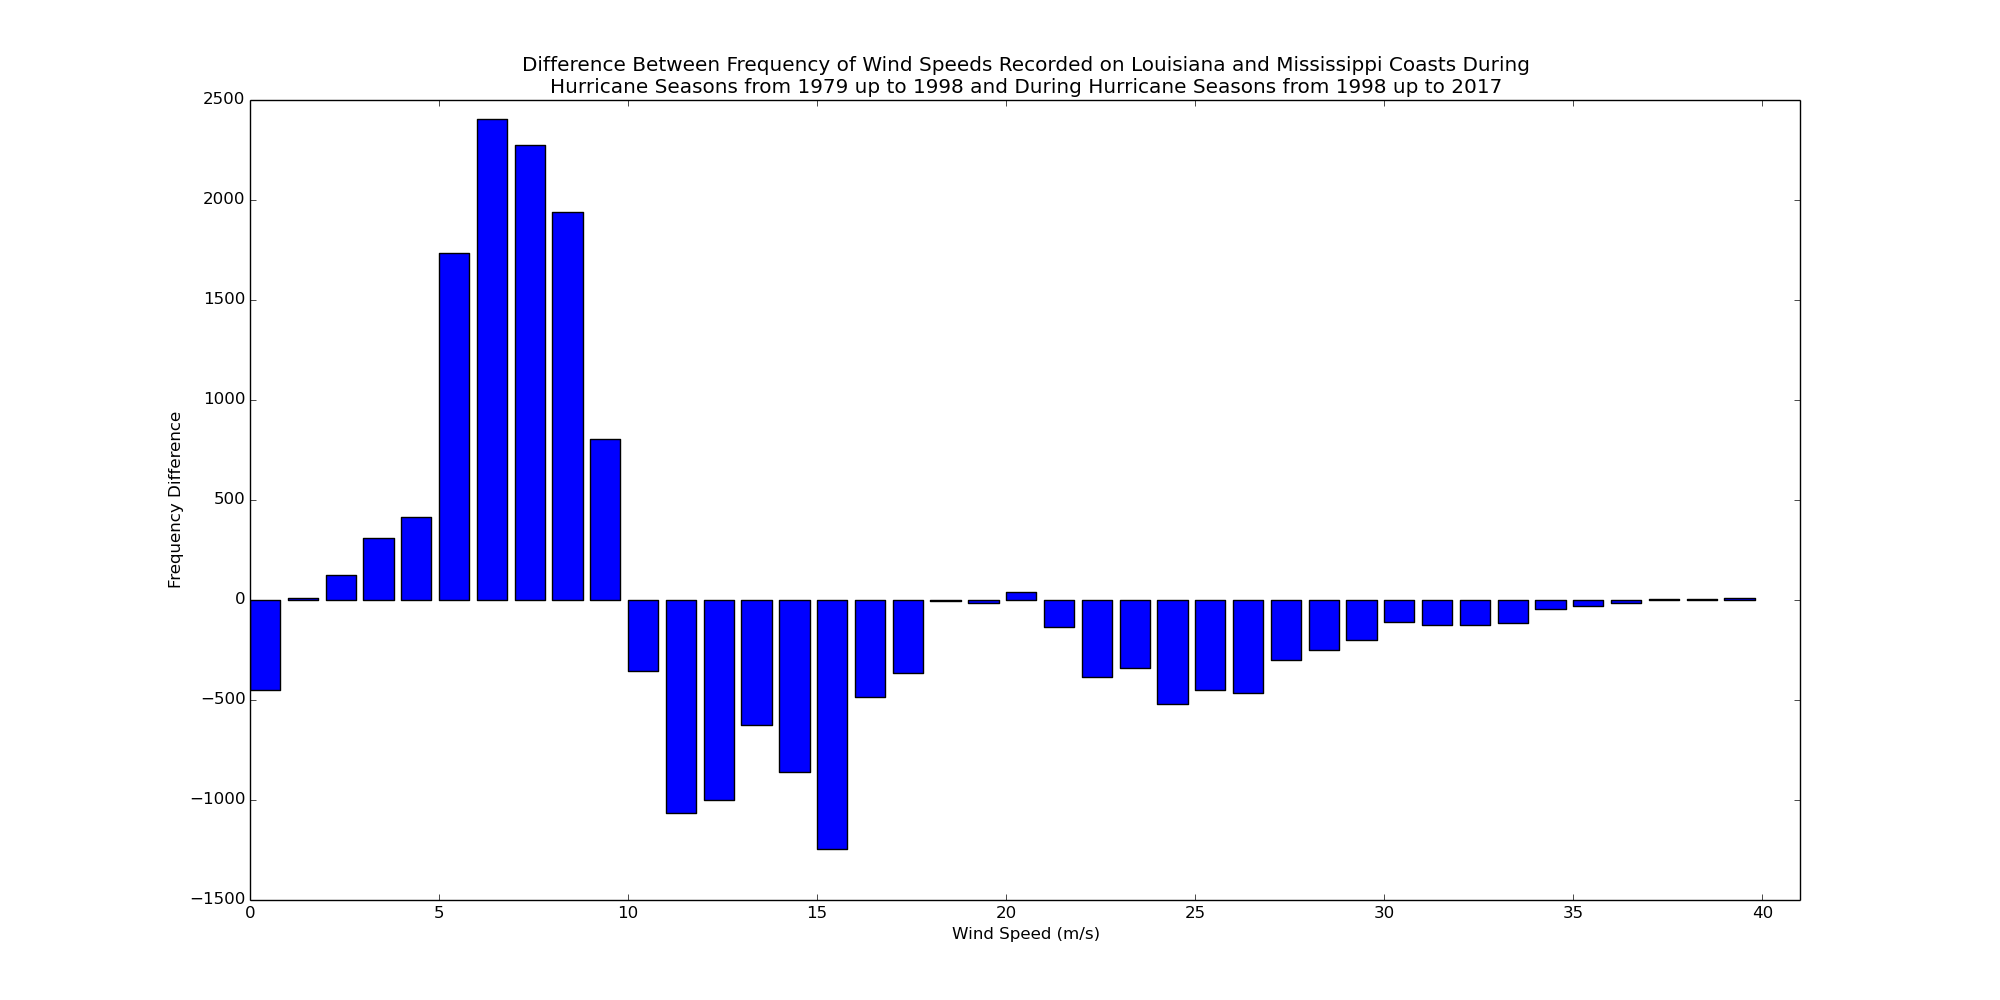 Difference Between Frequency of Wind Speeds Recorded on Louisiana and Mississippi Coasts During
Hurricane Seasons from 1979 up to 1998 and During Hurricane Seasons from 1998 up to 2017
2500
2000
1500
1000
500
0
−500
−1000
−1500
Frequency Difference
0 5 10 15 20 25 30 35 40
Wind Speed (m/s)